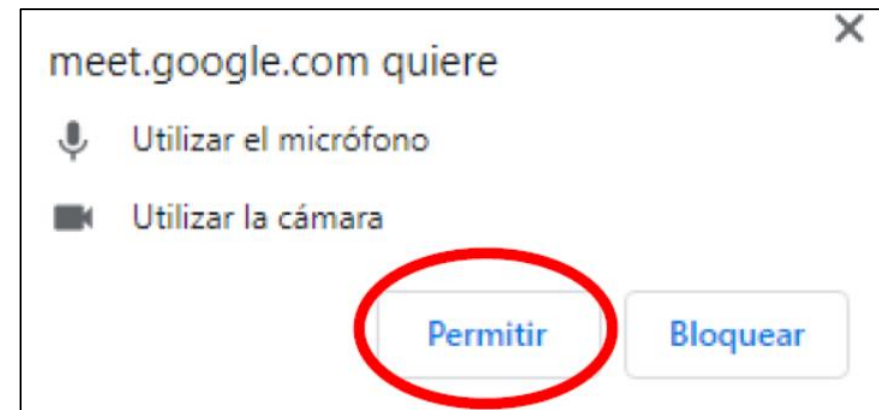 meet.google.com quiere
Utilizar el micrófono
Utilizar la cámara
Permitir Bloquear